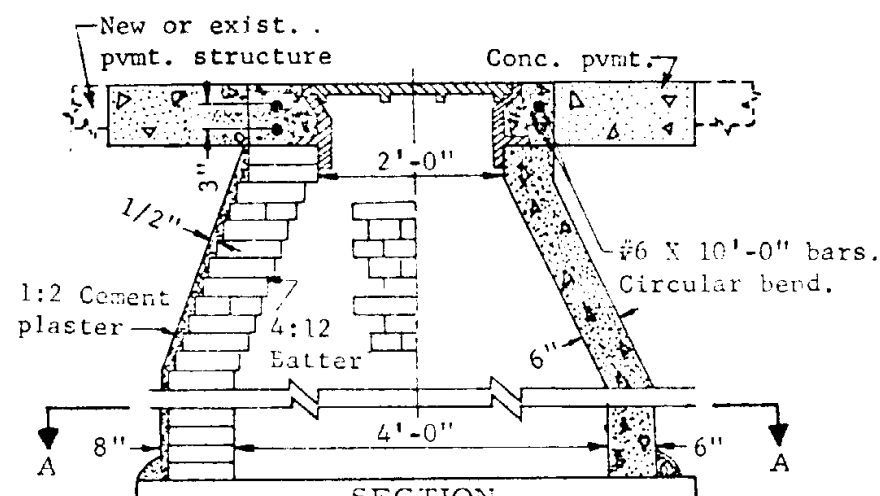 New or exist. .
pvmt. structure
Conc. pvmt.
2'-0"
3"
1/2"
#6 X 10'-0" bars.
Circular bend.
1:2 Cement
plaster
4:12
Batter
6"
8"
4'-0"
6"
A
A
SECTION